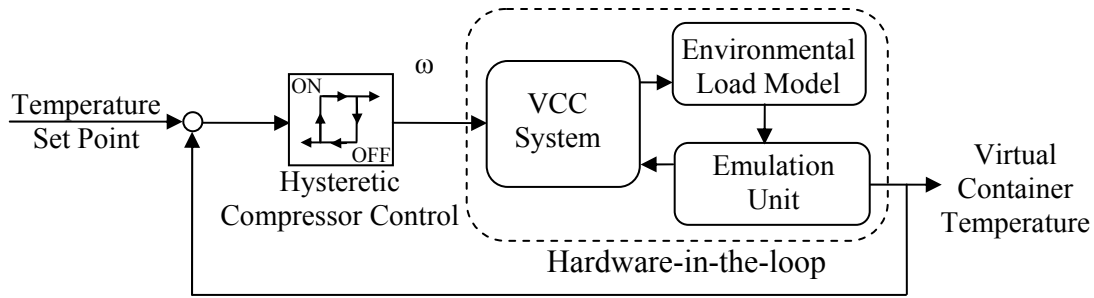 Temperature
Set Point
ON
OFF
Hysteretic
Compressor Control
ω
VCC
System
Environmental
Load Model
Emulation
Unit
Hardware-in-the-loop
Virtual
Container
Temperature